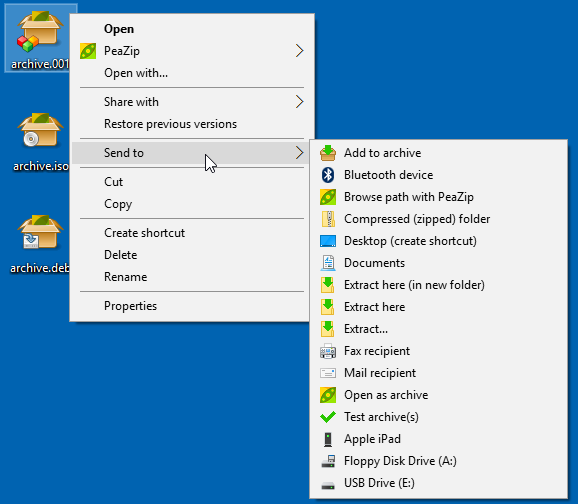 archive.001
archive.iso
archive.deb
Open
PeaZip
Open with...
Share with
Restore previous versions
Send to
Cut
Copy
Create shortcut
Delete
Rename
Properties
Add to archive
Bluetooth device
Browse path with PeaZip
Compressed (zipped) folder
Desktop (create shortcut)
Documents
Extract here (in new folder)
Extract here
Extract...
Fax recipient
Mail recipient
Open as archive
Test archive(s)
Apple iPad
Floppy Disk Drive (A:)
USB Drive (E:)